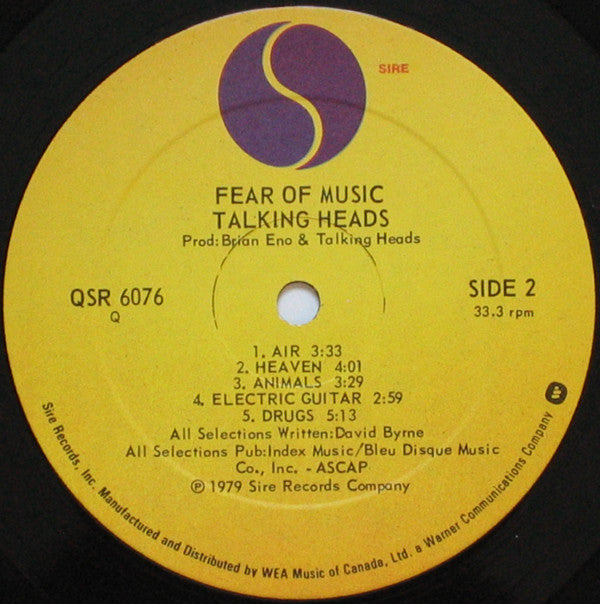 SIRE
FEAR OF MUSIC
TALKING HEADS
Prod: Brian Eno & Talking Heads
QSR 6076
Q
SIDE 2
33.3 rpm
1. AIR 3:33
2. HEAVEN 4:01
3. ANIMALS 3:29
4. ELECTRIC GUITAR 2:59
5. DRUGS 5:13
All Selections Written:David Byrne
All Selections Pub:Index Music/Bleu Disque Music
Co., Inc. - ASCAP
℗ 1979 Sire Records Company
Sire Records, Inc. Manufactured and Distributed by WEA Music of Canada, Ltd. a Warner Communications Company